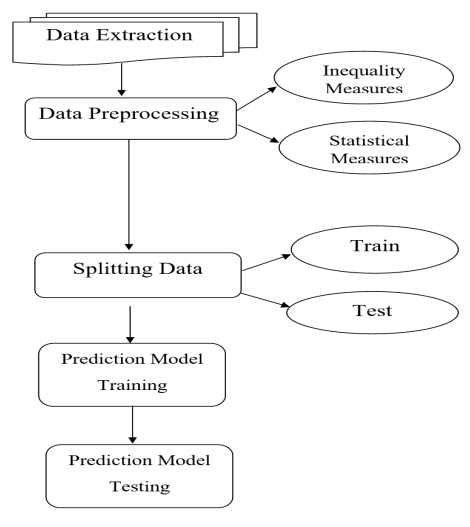 Data Extraction
Inequality
Measures
Data Preprocessing
Statistical
Measures
Train
Splitting Data
Test
Prediction Model
Training
Prediction Model
Testing